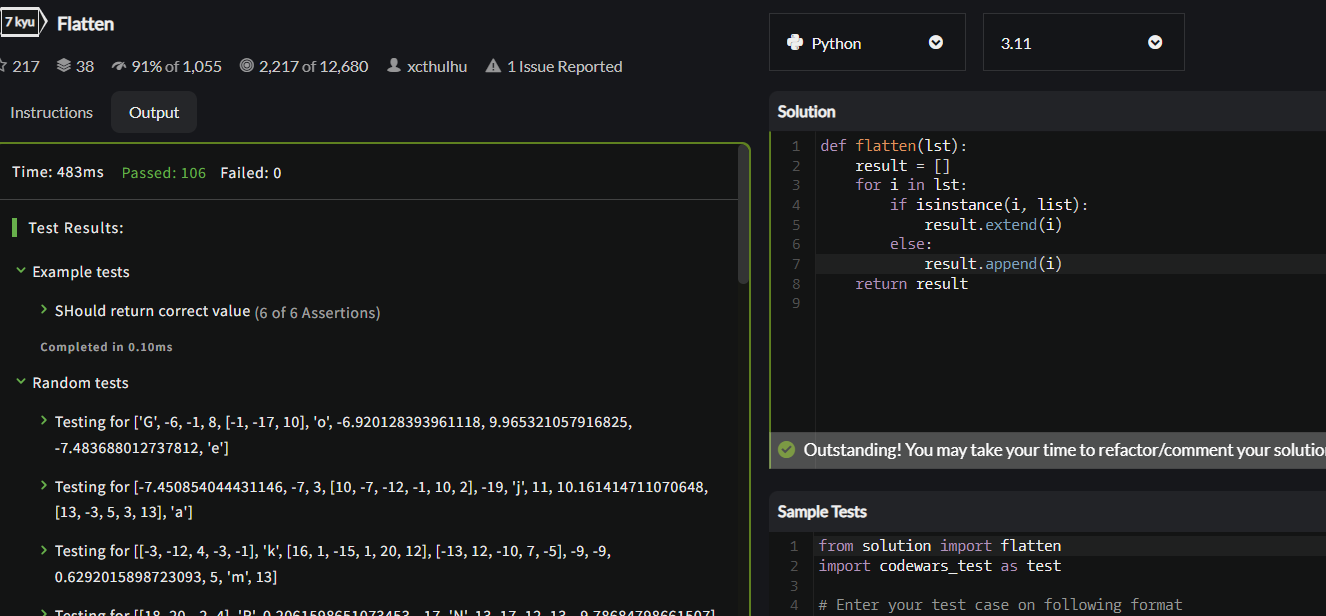 7 kyu Flatten
217 38 91% of 1,055 2,217 of 12,680 xcthulhu 1 Issue Reported
Instructions Output
Time: 483ms Passed: 106 Failed: 0
Test Results:
Example tests
SHould return correct value (6 of 6 Assertions)
Completed in 0.10ms
Random tests
Testing for ['G', -6, -1, 8, [-1, -17, 10], 'o', -6.920128393961118, 9.965321057916825,
-7.483688012737812, 'e']
Testing for [-7.450854044431146, -7, 3, [10, -7, -12, -1, 10, 2], -19, 'j', 11, 10.161414711070648,
[13, -3, 5, 3, 13], 'a']
Testing for [[-3, -12, 4, -3, -1], 'k', [16, 1, -15, 1, 20, 12], [-13, 12, -10, 7, -5], -9, -9,
0.6292015898723093, 5, 'm', 13]
Testing for
Python 3.11
Solution
1 def flatten(lst):
2 result = []
3 for i in lst:
4 if isinstance(i, list):
5 result.extend(i)
6 else:
7 result.append(i)
8 return result
9
Outstanding! You may take your time to refactor/comment your solutio
Sample Tests
1 from solution import flatten
2 import codewars_test as test
3
4 # Enter your test case on following format